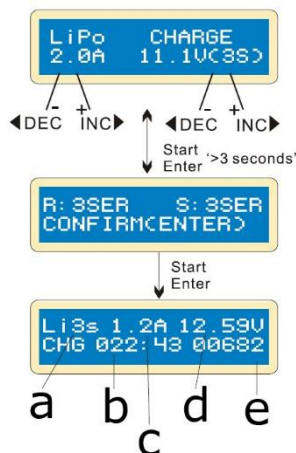 LiPo CHARGE
2.0A 11.1V(3S)
- + - +
◀DEC INC▶ ◀DEC INC▶
Start
Enter '>3 seconds'
R: 3SER S: 3SER
CONFIRM(ENTER)
Start
Enter
Li3s 1.2A 12.59V
CHG 022:43 00682
a b c d e